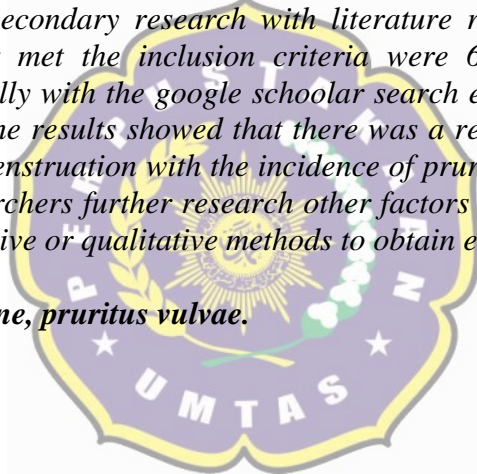 econdary research with literature r
met the inclusion criteria were 6
lly with the google schoolar search e
ne results showed that there was a re
enstruation with the incidence of prur
rchers further research other factors
ive or qualitative methods to obtain e
ne, pruritus vulvae.
PERPUSTAKAAN
UMTAS